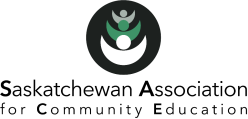 Saskatchewan Association
for Community Education